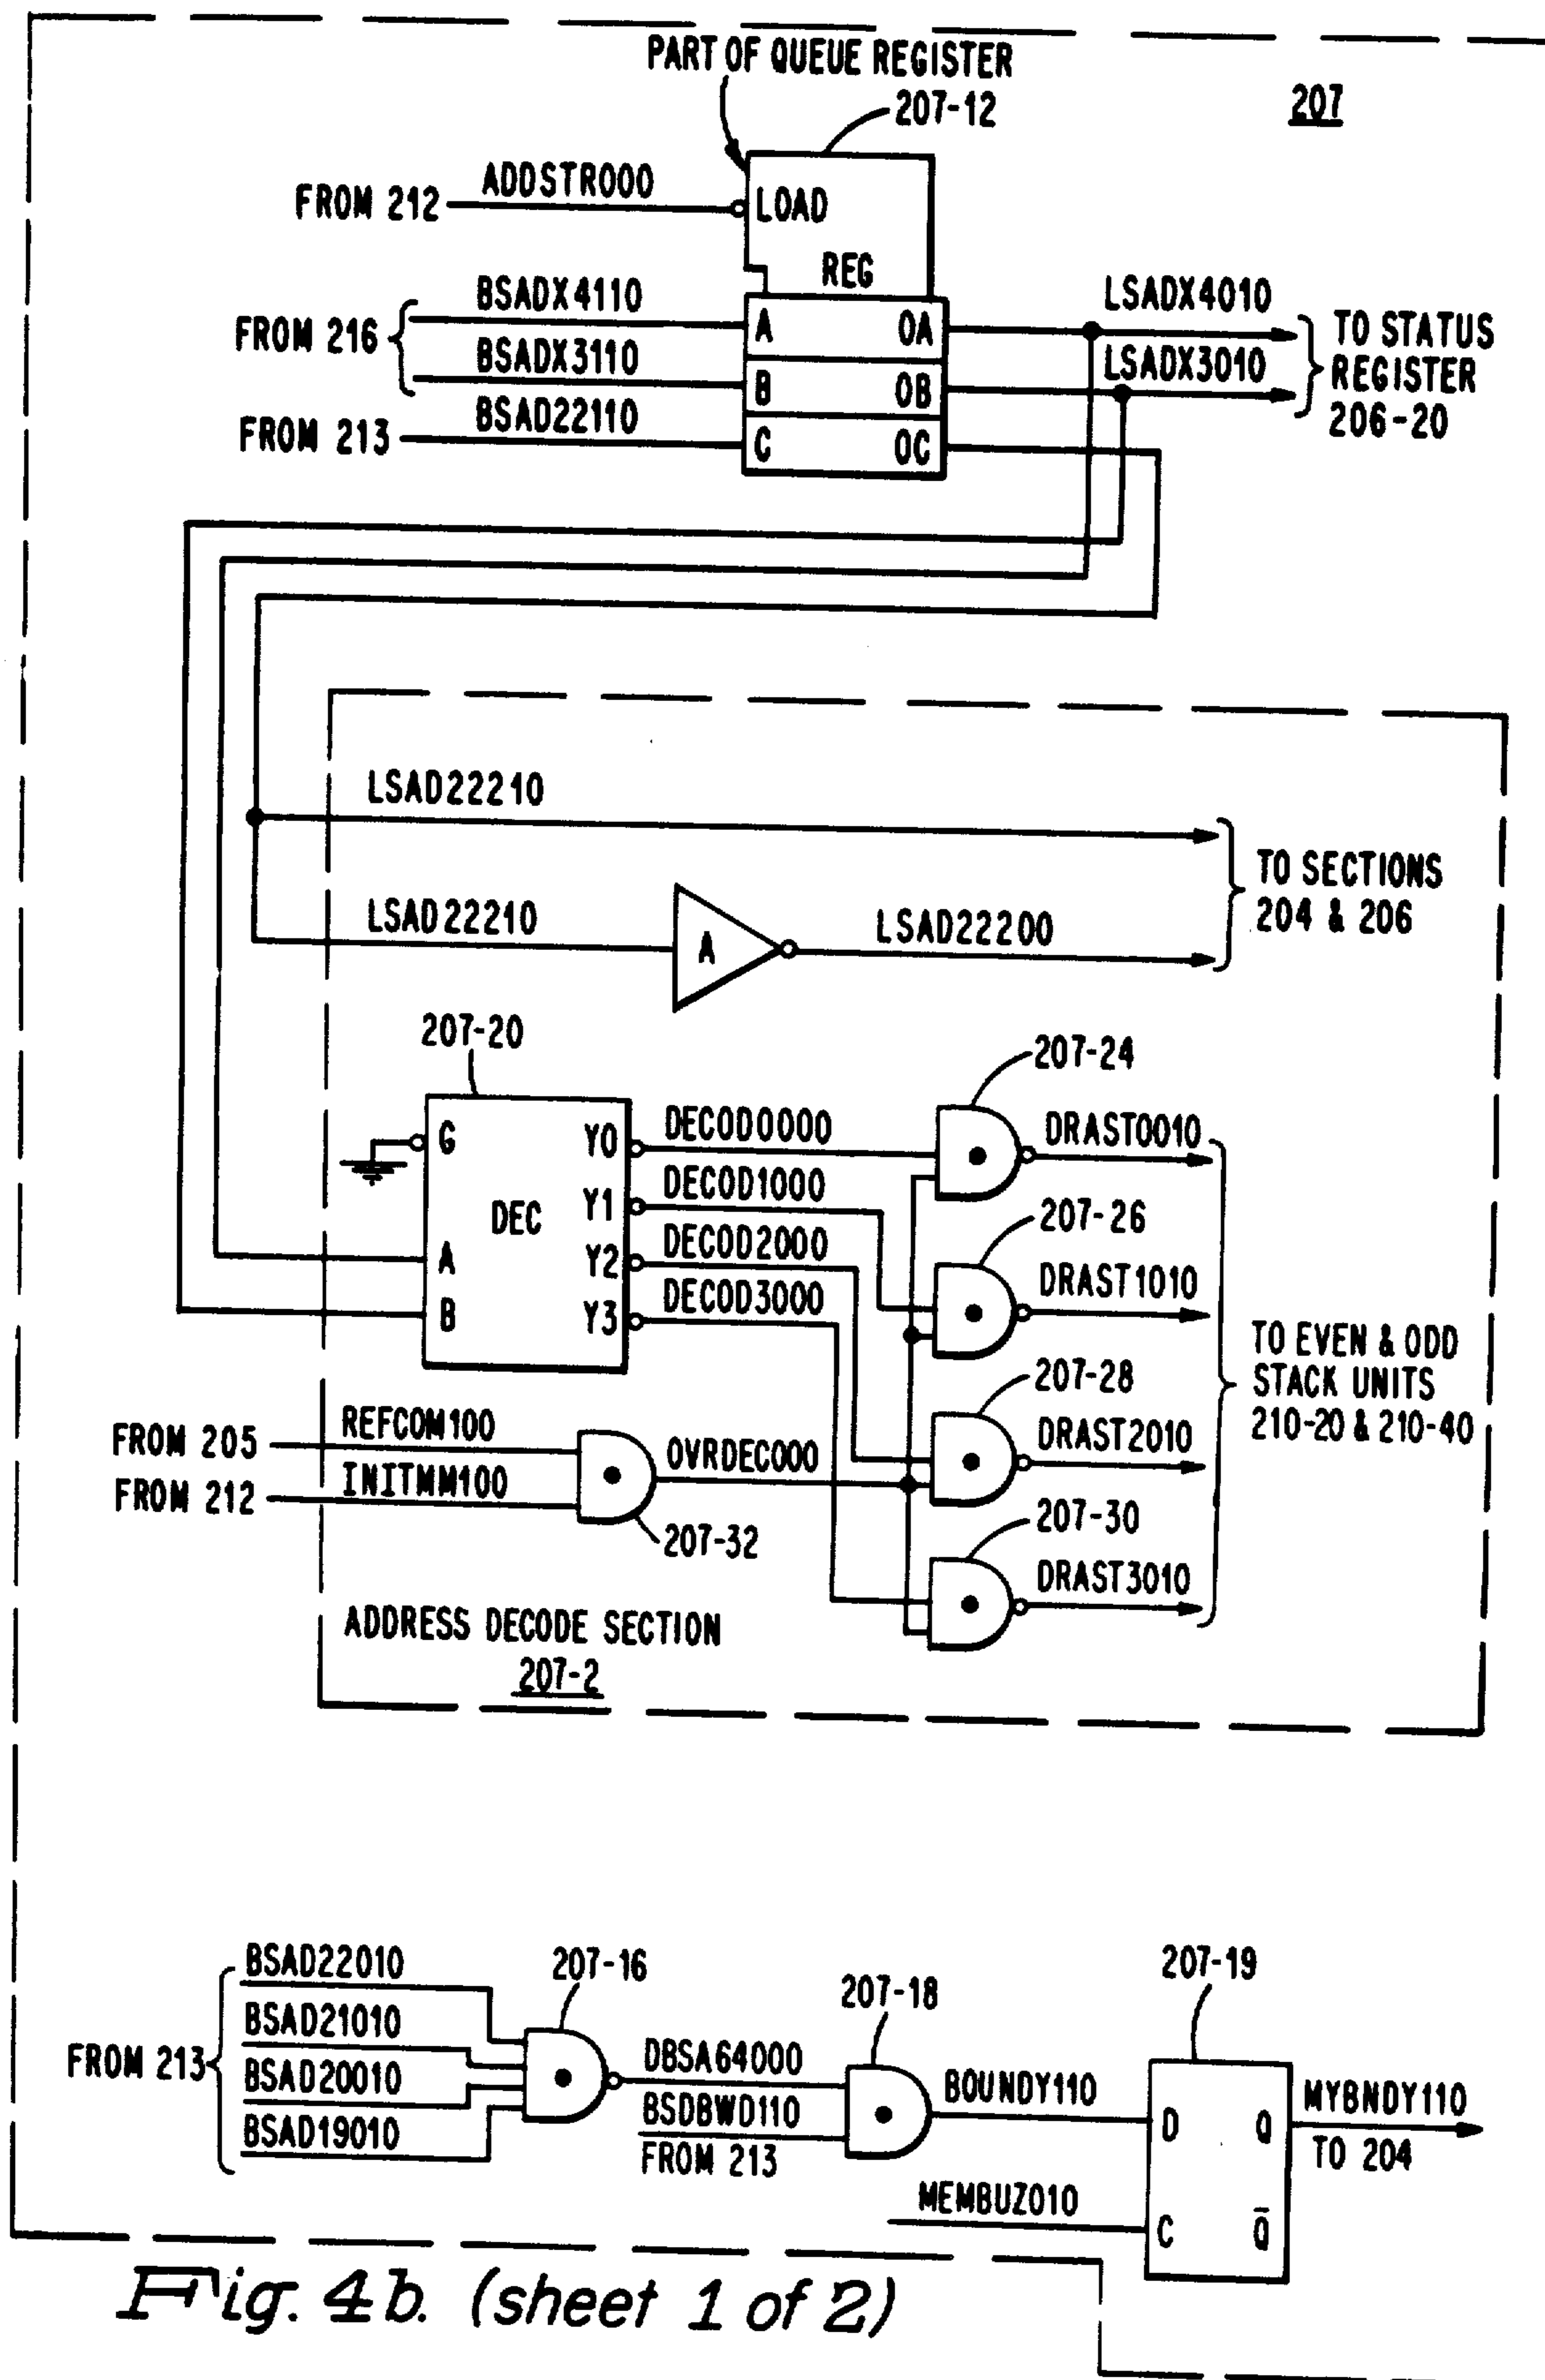 PART OF QUEUE REGISTER
207-12
207
FROM 212
ADDSTR000
LOAD
REG
FROM 216
BSADX4110
BSADX3110
FROM 213
BSAD22110
A
OA
B
OB
C
OC
LSADX4010
LSADX3010
TO STATUS
REGISTER
206-20
LSAD22210
LSAD22210
A
LSAD22200
TO SECTIONS
204 & 206
207-20
G
A
B
DEC
Y0
Y1
Y2
Y3
DECOD0000
DECOD1000
DECOD2000
DECOD3000
207-24
DRAST0010
207-26
DRAST1010
207-28
DRAST2010
207-30
DRAST3010
TO EVEN & ODD
STACK UNITS
210-20 & 210-40
FROM 205
REFCOM100
FROM 212
INITMM100
OVRDEC000
207-32
ADDRESS DECODE SECTION
207-2
FROM 213
BSAD22010
BSAD21010
BSAD20010
BSAD19010
207-16
DBSA64000
BSDBWD110
FROM 213
207-18
BOUNDY110
MEMBUZ010
207-19
D
Q
C
Q̅
MYBNDY110
TO 204
Fig. 4b. (sheet 1 of 2)